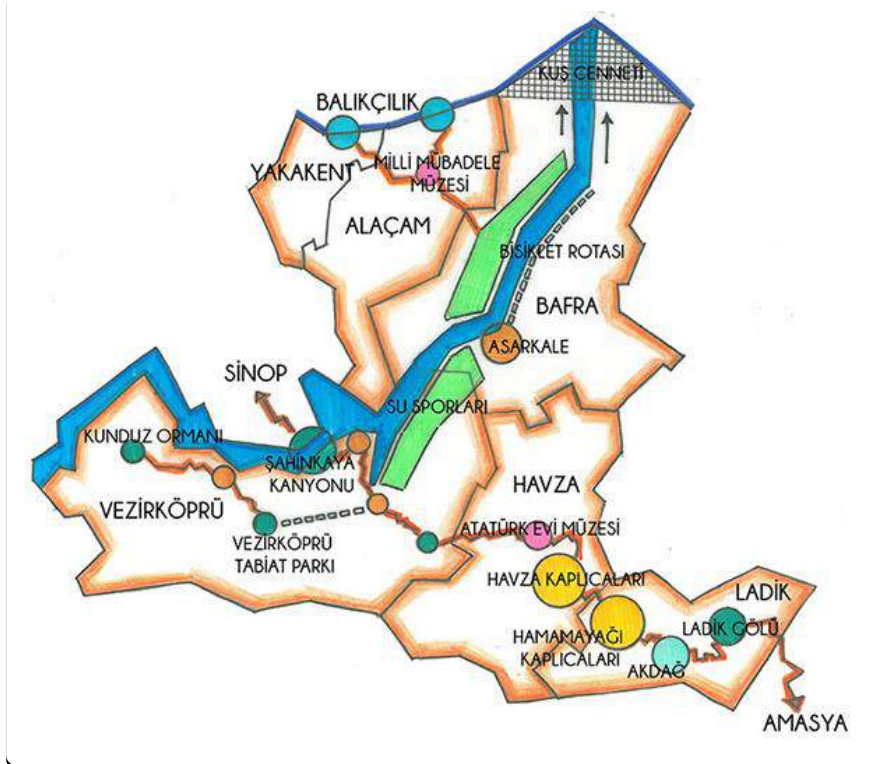 KUŞ CENNETİ
BALIKÇILIK
YAKAKENT
MİLLİ MÜBADELE
MÜZESİ
ALAÇAM
BİSİKLET ROTASI
BAFRA
ASARKALE
SİNOP
SU SPORLARI
KUNDUZ ORMANI
ŞAHİNKAYA
KANYONU
VEZİRKÖPRÜ
HAVZA
ATATÜRK EVİ MÜZESİ
VEZİRKÖPRÜ
TABİAT PARKI
HAVZA KAPLICALARI
LADİK
LADİK GÖLÜ
HAMAMAYAĞI
KAPLICALARI
AKDAĞ
AMASYA